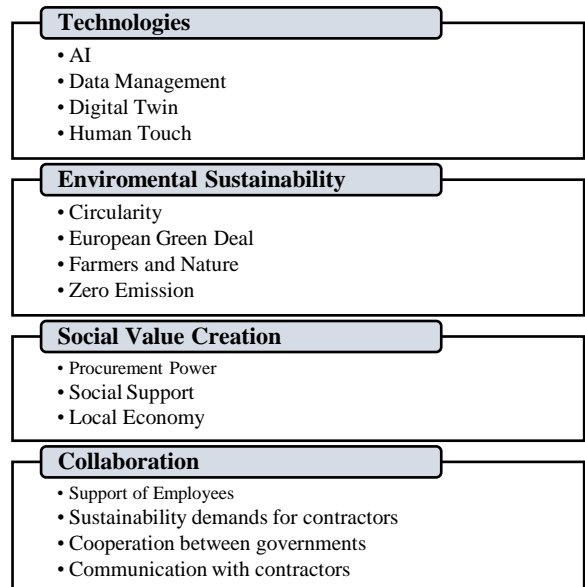 Technologies
• AI
• Data Management
• Digital Twin
• Human Touch
Enviromental Sustainability
• Circularity
• European Green Deal
• Farmers and Nature
• Zero Emission
Social Value Creation
• Procurement Power
• Social Support
• Local Economy
Collaboration
• Support of Employees
• Sustainability demands for contractors
• Cooperation between governments
• Communication with contractors